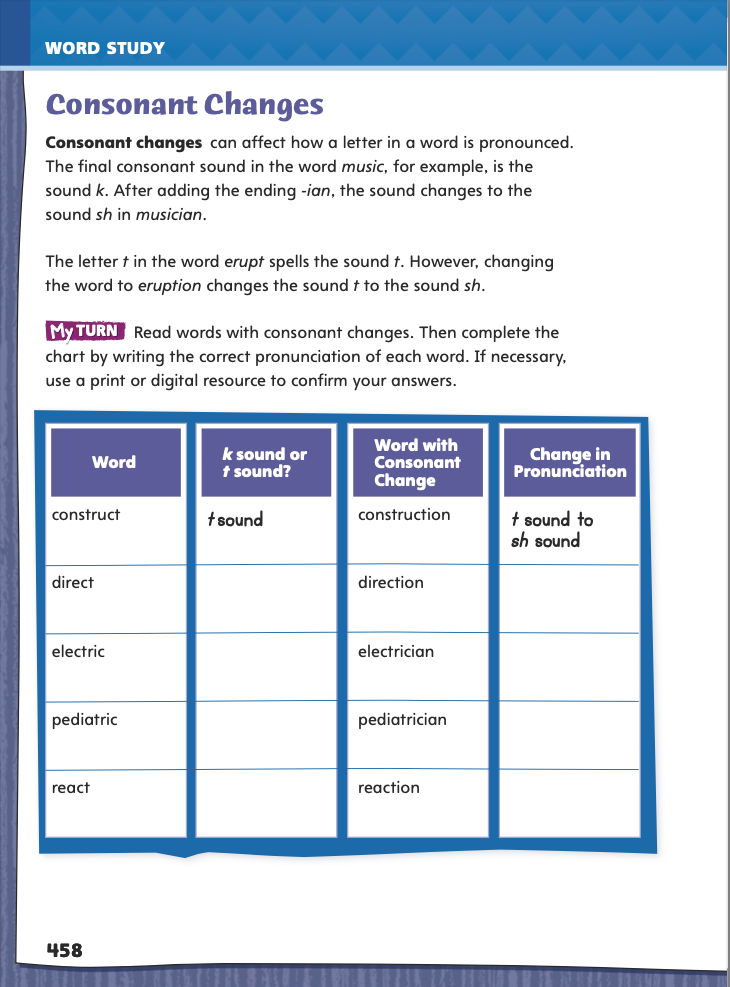 WORD STUDY
Consonant Changes
Consonant changes can affect how a letter in a word is pronounced.
The final consonant sound in the word music, for example, is the
sound k. After adding the ending -ian, the sound changes to the
sound sh in musician.
The letter t in the word erupt spells the sound t. However, changing
the word to eruption changes the sound t to the sound sh.
My TURN Read words with consonant changes. Then complete the
chart by writing the correct pronunciation of each word. If necessary,
use a print or digital resource to confirm your answers.
Word
k sound or
t sound?
Word with
Consonant
Change
Change in
Pronunciation
construct
t sound
construction
t sound to
sh sound
direct
direction
electric
electrician
pediatric
pediatrician
react
reaction
458